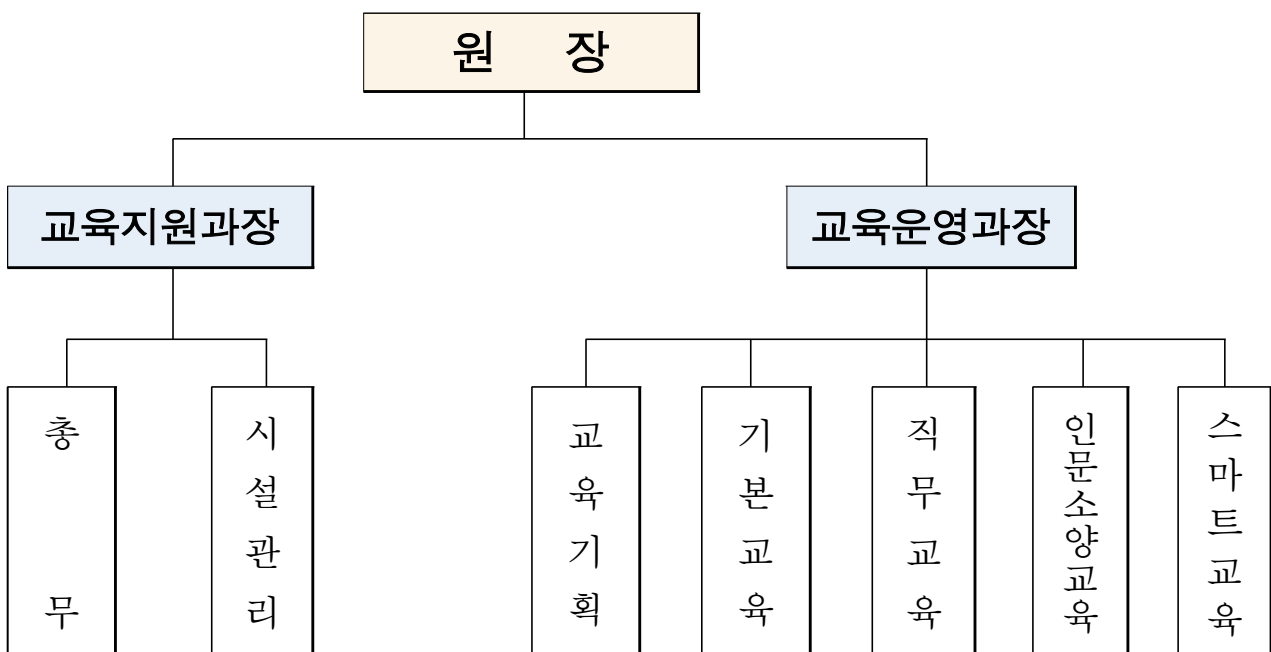 원 장
교육지원과장
교육운영과장
총무
시설관리
교육기획
기본교육
직무교육
인문소양교육
스마트교육